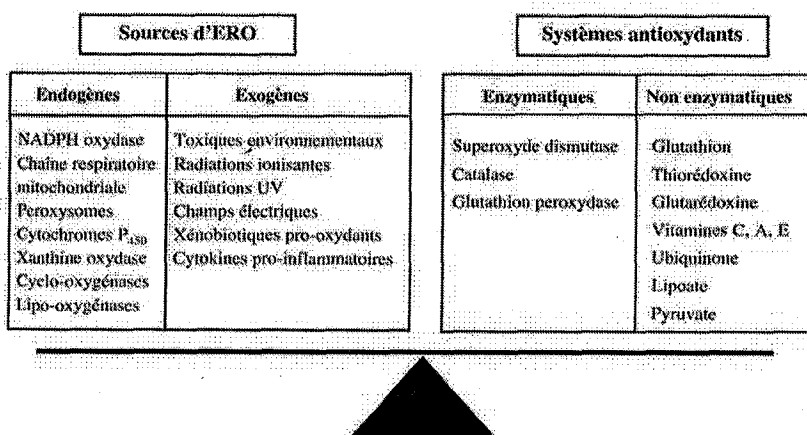 Sources d'ERO
Endogènes
NADPH oxydase
Chaîne respiratoire
mitochondriale
Peroxysomes
Cytochromes P450
Xanthine oxydase
Cyclo-oxygénases
Lipo-oxygénases
Exogènes
Toxiques environnementaux
Radiations ionisantes
Radiations UV
Champs électriques
Xénobiotiques pro-oxydants
Cytokines pro-inflammatoires
Systèmes antioxydants
Enzymatiques
Superoxyde dismutase
Catalase
Glutathion peroxydase
Non enzymatiques
Glutathion
Thiorédoxine
Glutarédoxine
Vitamines C, A, E
Ubiquinone
Lipoate
Pyruvate